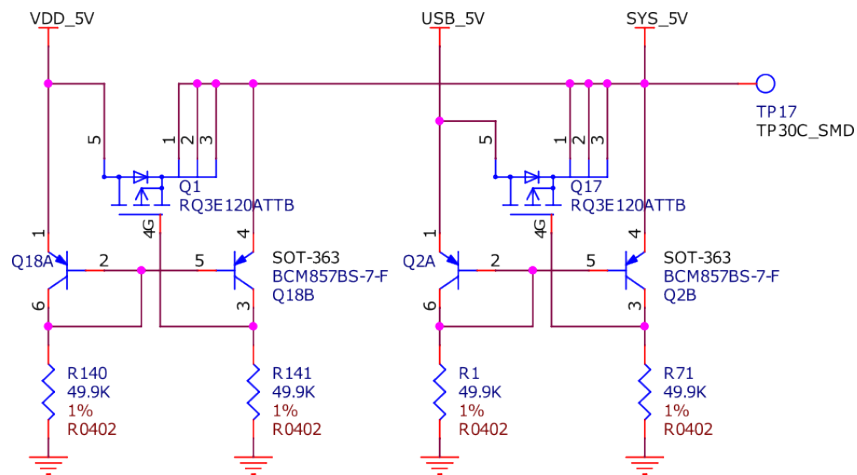 VDD_5V
USB_5V
SYS_5V
TP17
TP30C_SMD
5
1
2
3
Q1
RQ3E120ATTB
4G
5
1
2
3
Q17
RQ3E120ATTB
4G
1
Q18A
2
6
5
4
3
SOT-363
BCM857BS-7-F
Q18B
1
Q2A
2
6
5
4
3
SOT-363
BCM857BS-7-F
Q2B
R140
49.9K
1%
R0402
R141
49.9K
1%
R0402
R1
49.9K
1%
R0402
R71
49.9K
1%
R0402